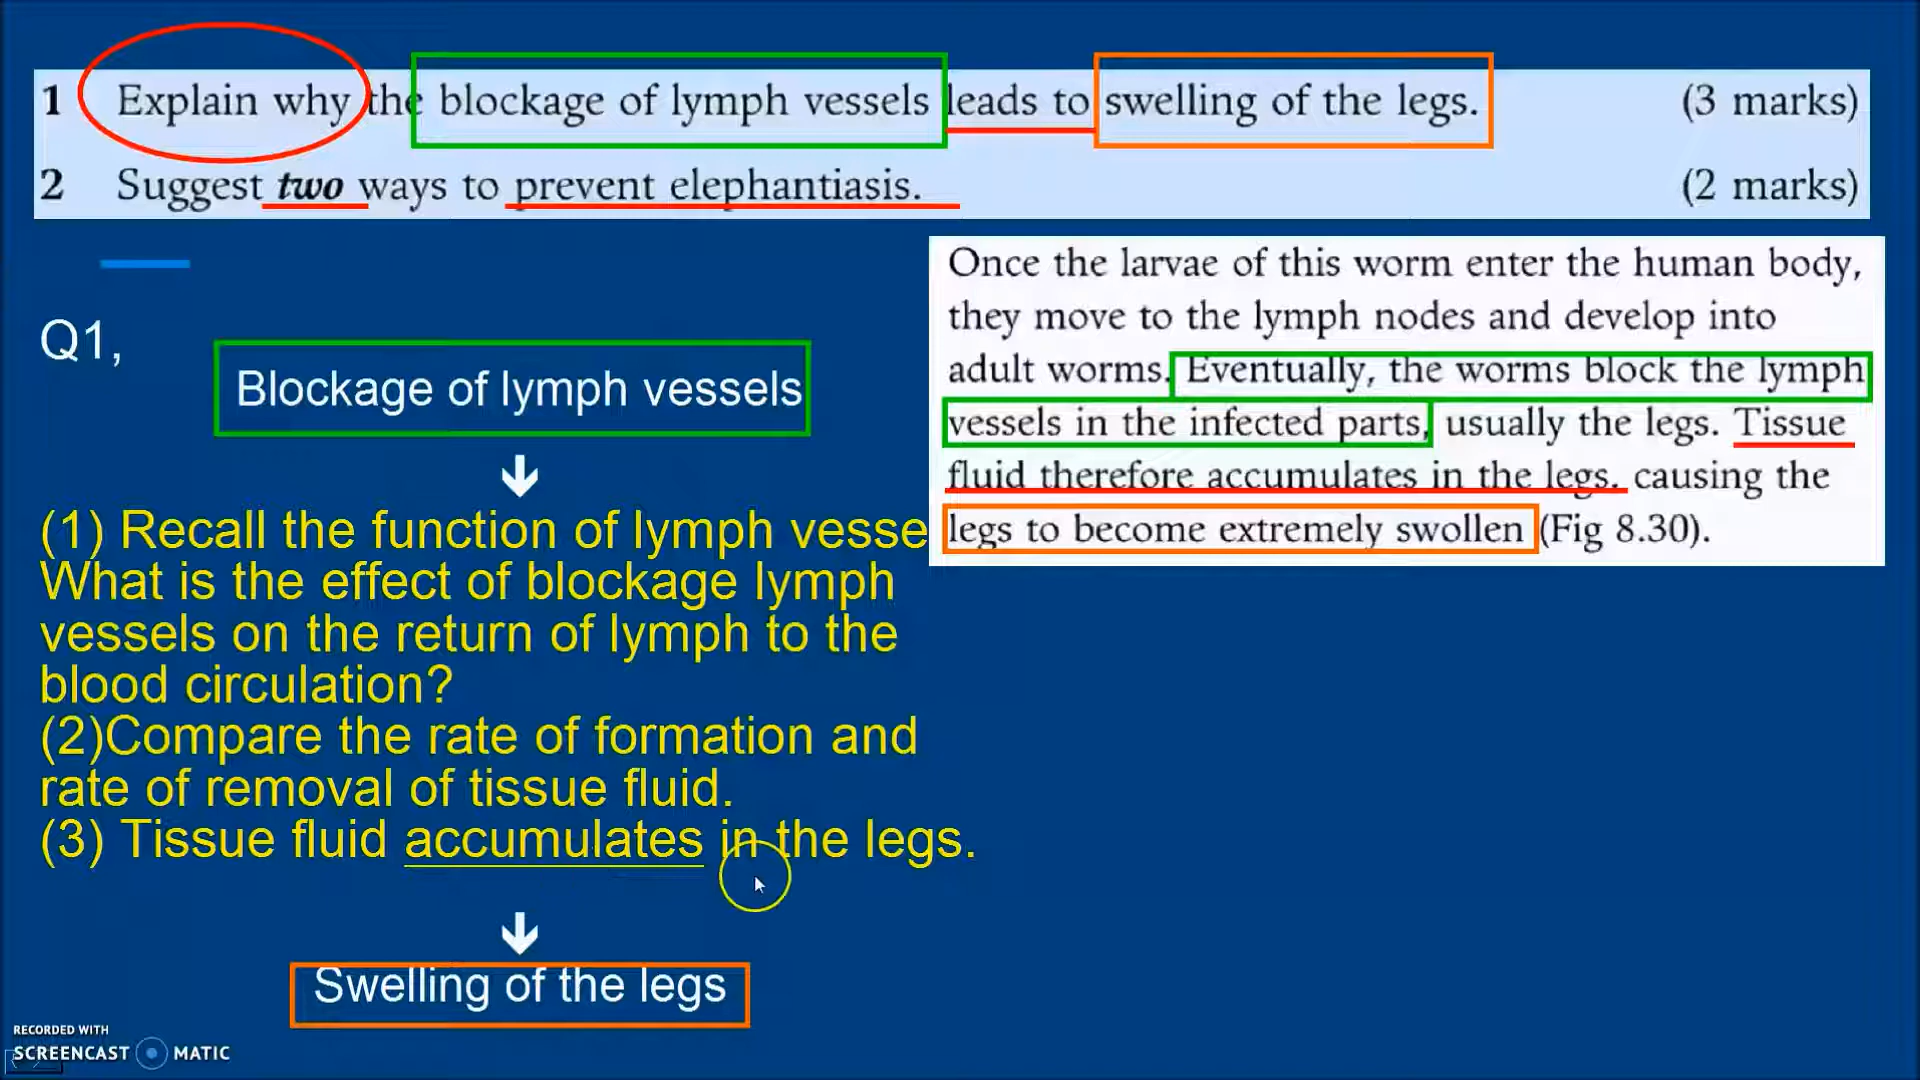 1 Explain why the blockage of lymph vessels leads to swelling of the legs. (3 marks)
2 Suggest two ways to prevent elephantiasis. (2 marks)
Once the larvae of this worm enter the human body,
they move to the lymph nodes and develop into
adult worms. Eventually, the worms block the lymph
vessels in the infected parts, usually the legs. Tissue
fluid therefore accumulates in the legs, causing the
legs to become extremely swollen (Fig 8.30).
Q1,
Blockage of lymph vessels
(1) Recall the function of lymph vesse
What is the effect of blockage lymph
vessels on the return of lymph to the
blood circulation?
(2)Compare the rate of formation and
rate of removal of tissue fluid.
(3) Tissue fluid accumulates in the legs.
Swelling of the legs
RECORDED WITH
SCREENCAST MATIC